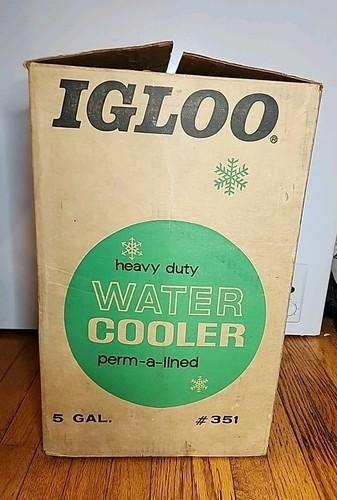 IGLOO®
heavy duty
WATER
COOLER
perm-a-lined
5 GAL. #351